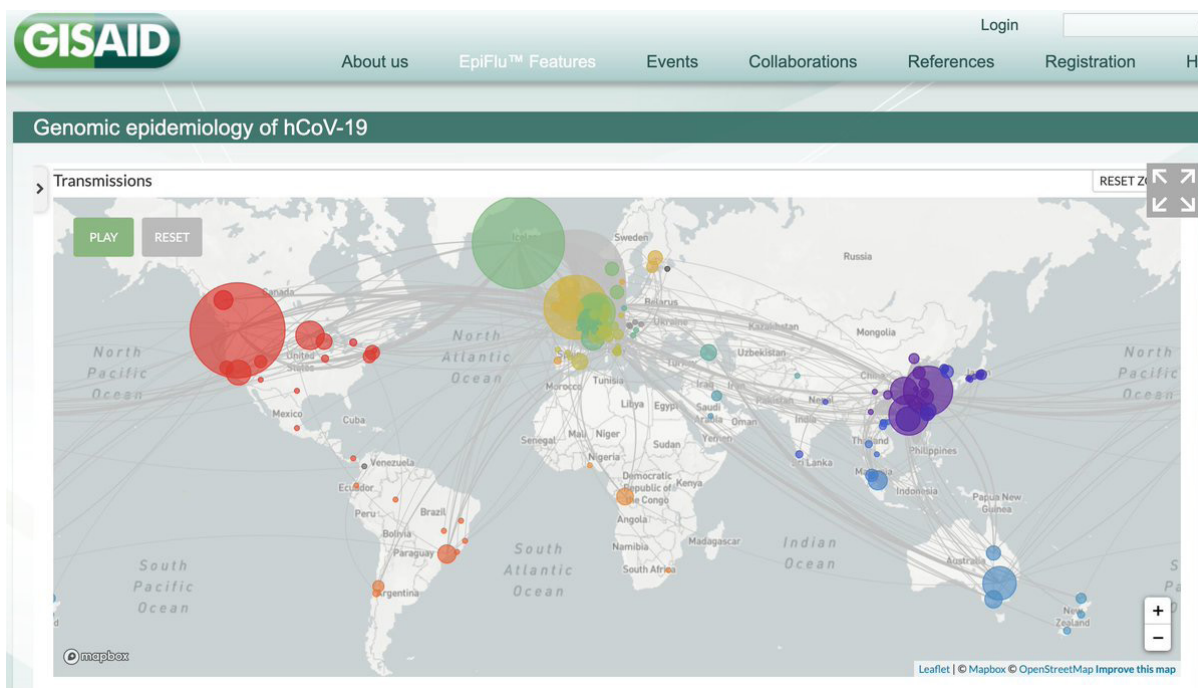 GISAID
Login
About us EpiFlu™ Features Events Collaborations References Registration H
Genomic epidemiology of hCoV-19
Transmissions
RESET Z
PLAY RESET
Sweden
Russia
Canada
Belarus
Ukraine
Kazakhstan
Mongolia
North
Pacific
Ocean
United
States
North
Atlantic
Ocean
Uzbekistan
North
Pacific
Ocean
Morocco
Tunisia
Iraq
Iran
Libya
Egypt
Saudi
Arabia
Oman
Pakistan
Nepal
India
Mexico
Cuba
Senegal
Mali
Niger
Sudan
Yemen
Thailand
Philippines
Nigeria
Venezuela
Sri Lanka
Malaysia
Ecuador
Democratic
Republic of
the Congo
Kenya
Indonesia
Papua New
Guinea
Peru
Brazil
Angola
Bolivia
Namibia
Madagascar
Paraguay
South
Pacific
Ocean
South
Atlantic
Ocean
Indian
Ocean
Australia
South Africa
Argentina
New
Zealand
+
−
mapbox
Leaflet | © Mapbox © OpenStreetMap Improve this map